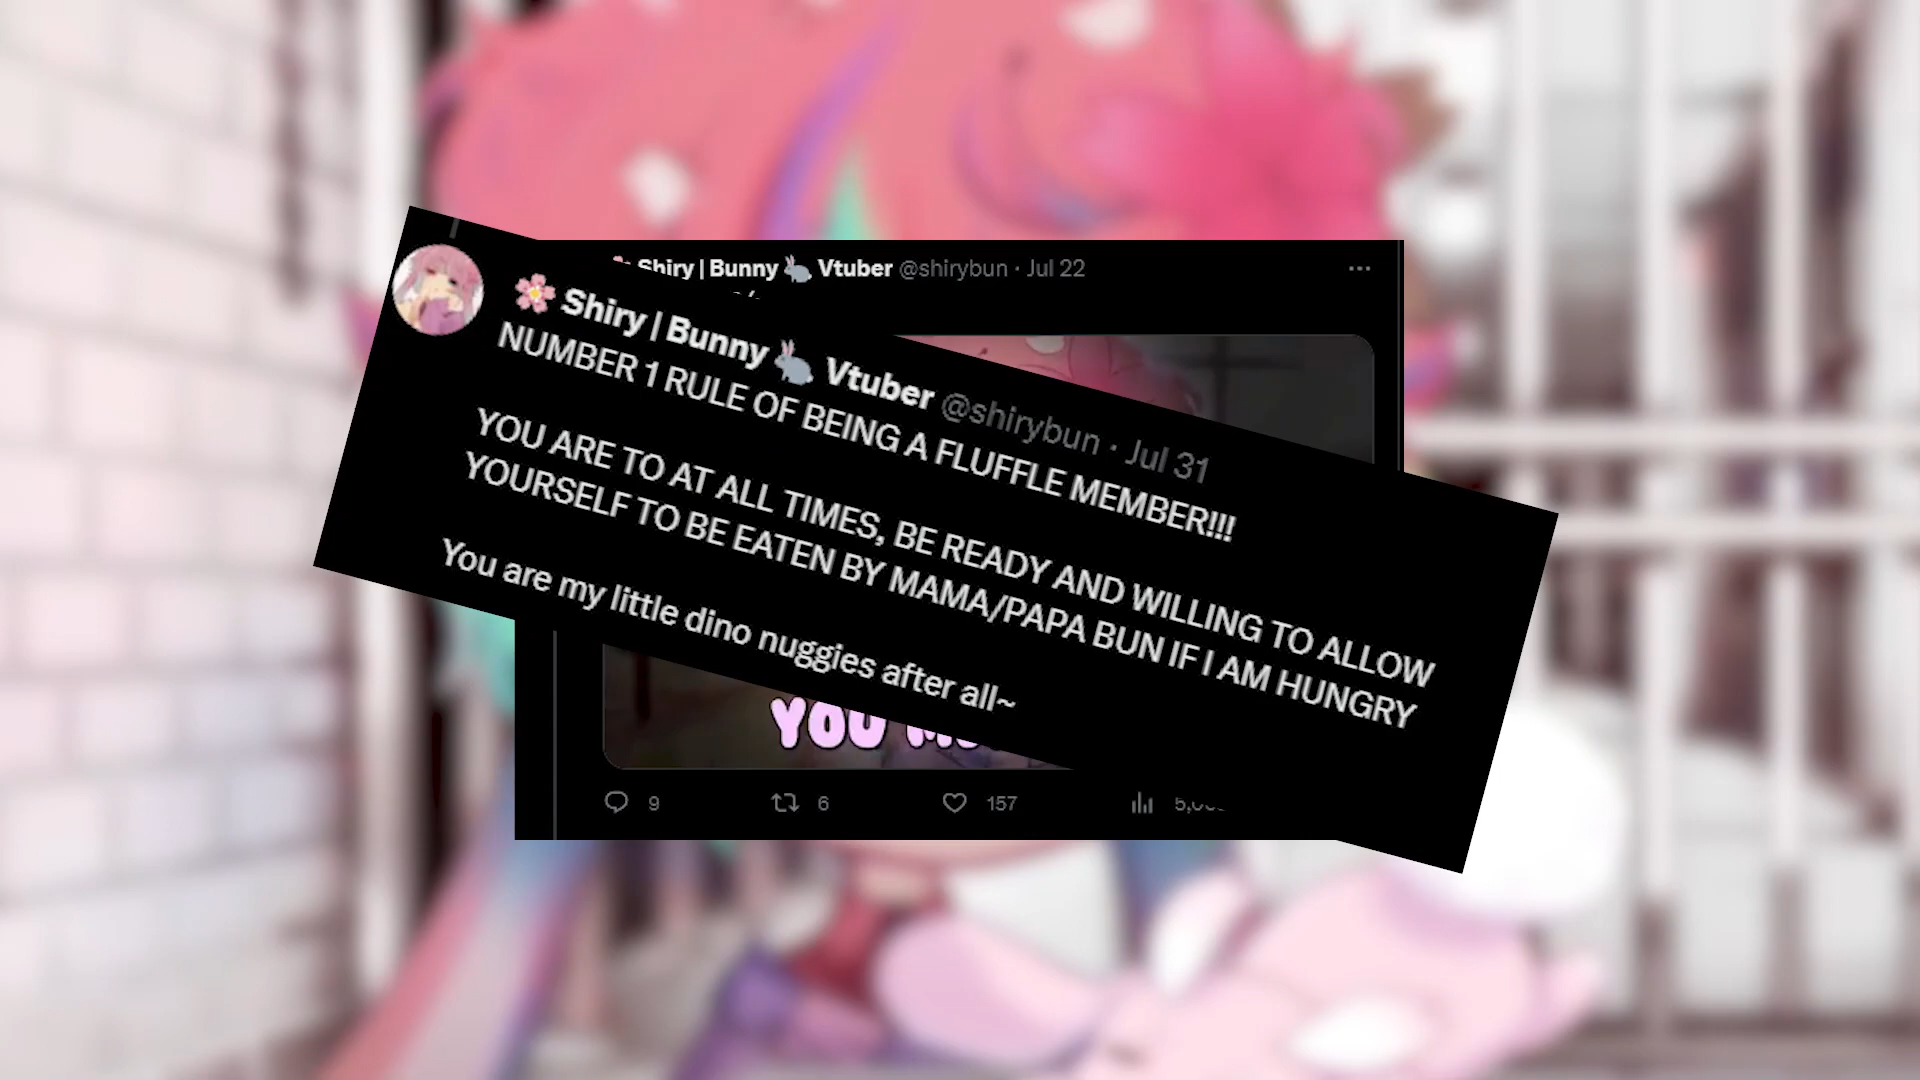 Shiry | Bunny🐇 Vtuber @shirybun · Jul 22
🌸 Shiry | Bunny🐇 Vtuber @shirybun · Jul 31
NUMBER 1 RULE OF BEING A FLUFFLE MEMBER!!!
YOU ARE TO AT ALL TIMES, BE READY AND WILLING TO ALLOW
YOURSELF TO BE EATEN BY MAMA/PAPA BUN IF I AM HUNGRY
You are my little dino nuggies after all~
YOU
9 6 157